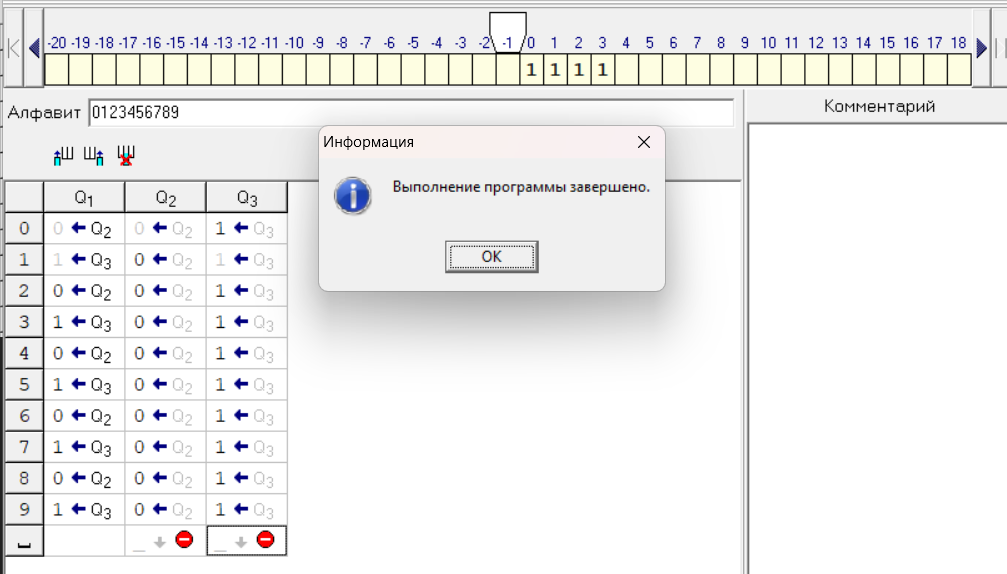 -20 -19 -18 -17 -16 -15 -14 -13 -12 -11 -10 -9 -8 -7 -6 -5 -4 -3 -2 -1 0 1 2 3 4 5 6 7 8 9 10 11 12 13 14 15 16 17 18
1 1 1 1
Алфавит 0123456789
Комментарий
Информация
Выполнение программы завершено.
OK
Q1 Q2 Q3
0 0 ← Q2 0 ← Q2 1 ← Q3
1 1 ← Q3 0 ← Q2 1 ← Q3
2 0 ← Q2 0 ← Q2 1 ← Q3
3 1 ← Q3 0 ← Q2 1 ← Q3
4 0 ← Q2 0 ← Q2 1 ← Q3
5 1 ← Q3 0 ← Q2 1 ← Q3
6 0 ← Q2 0 ← Q2 1 ← Q3
7 1 ← Q3 0 ← Q2 1 ← Q3
8 0 ← Q2 0 ← Q2 1 ← Q3
9 1 ← Q3 0 ← Q2 1 ← Q3
␣ _ ↓ _ ↓